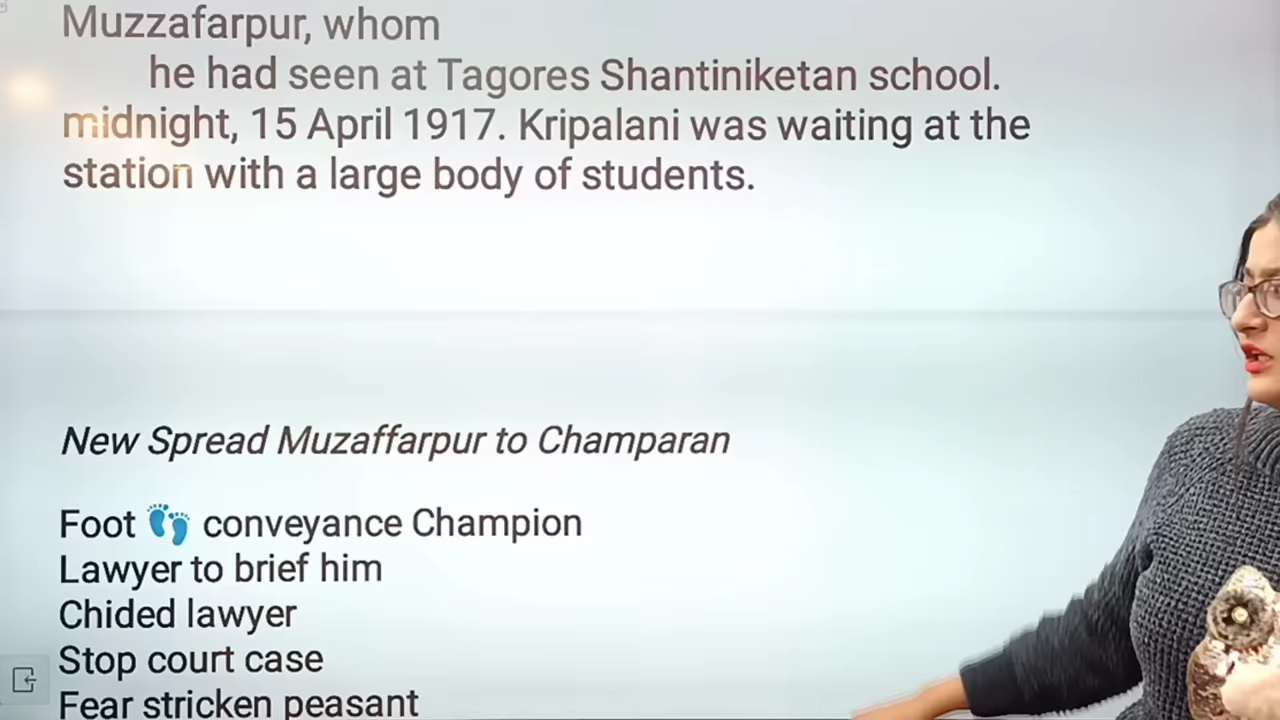 Muzzafarpur, whom
he had seen at Tagores Shantiniketan school.
midnight, 15 April 1917. Kripalani was waiting at the
station with a large body of students.
New Spread Muzaffarpur to Champaran
Foot 👣 conveyance Champion
Lawyer to brief him
Chided lawyer
Stop court case
Fear stricken peasant